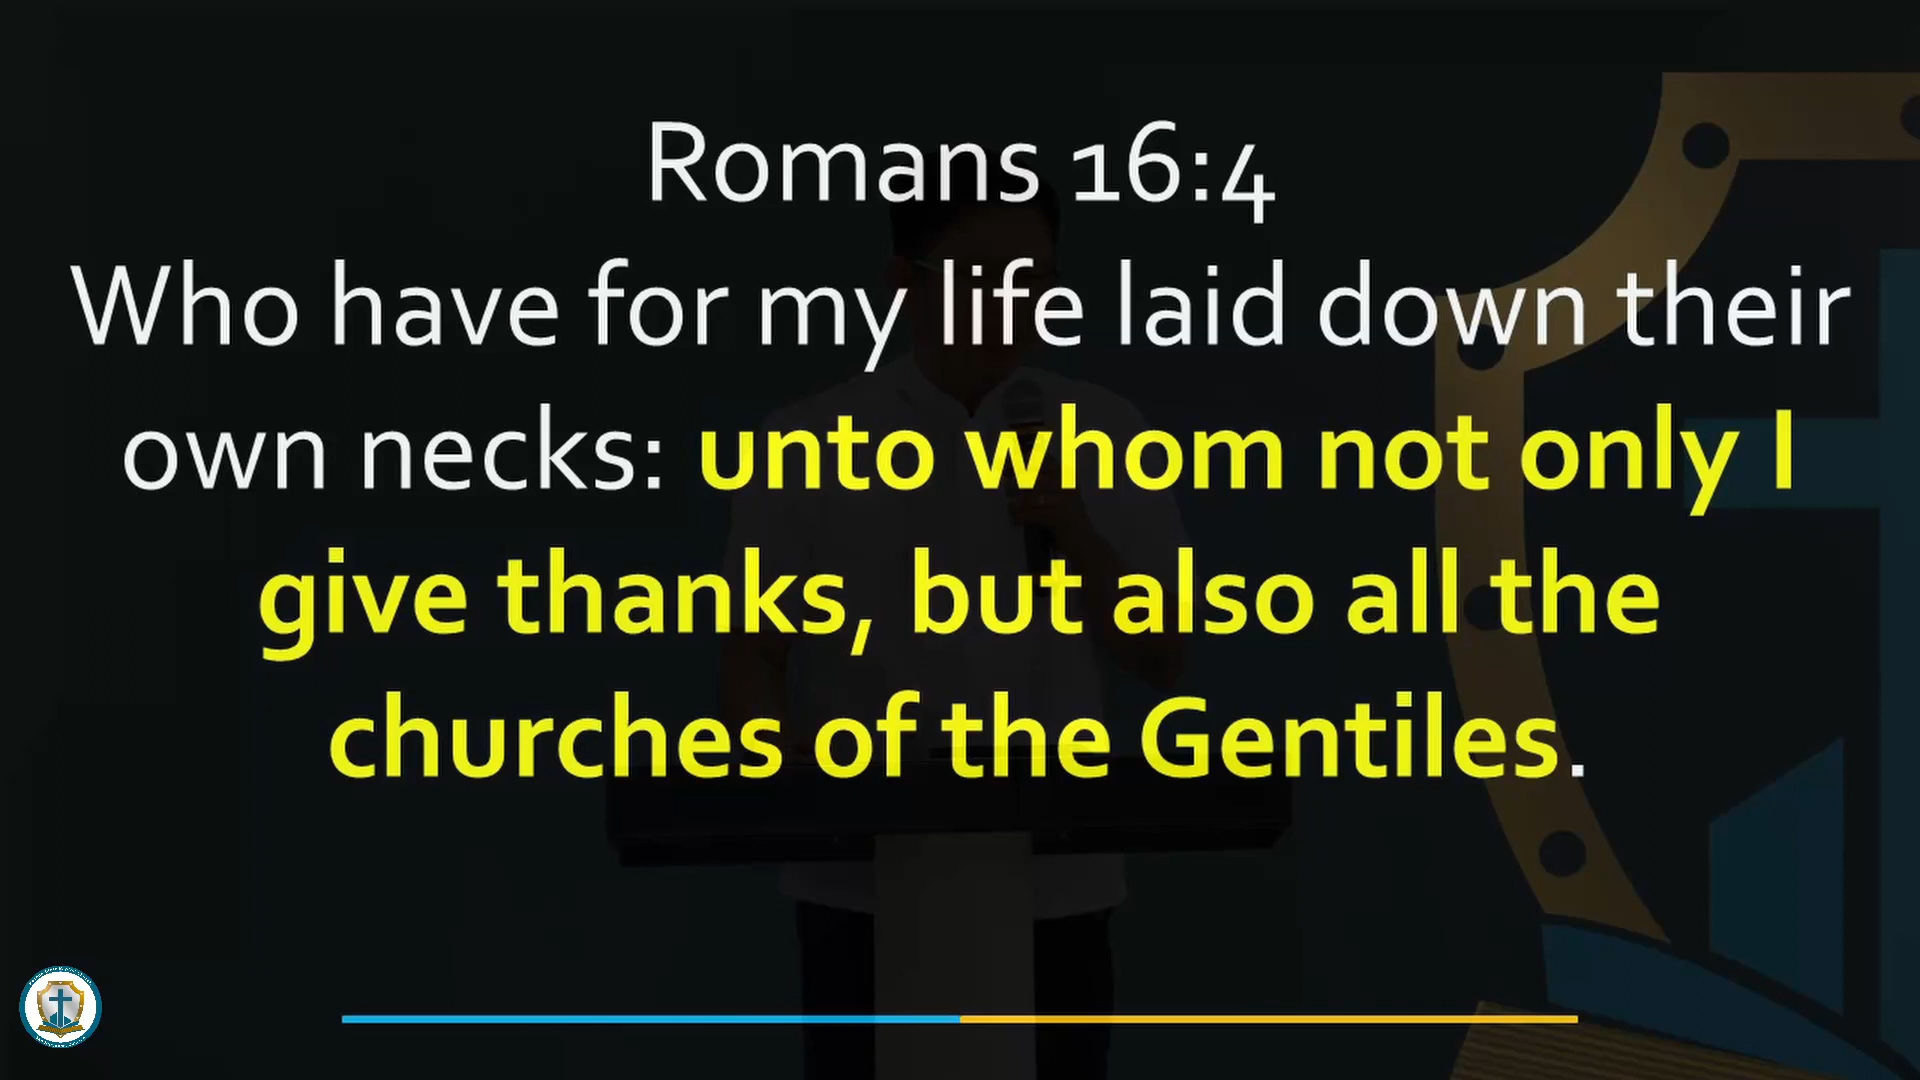 Romans 16:4
Who have for my life laid down their
own necks: unto whom not only I
give thanks, but also all the
churches of the Gentiles.